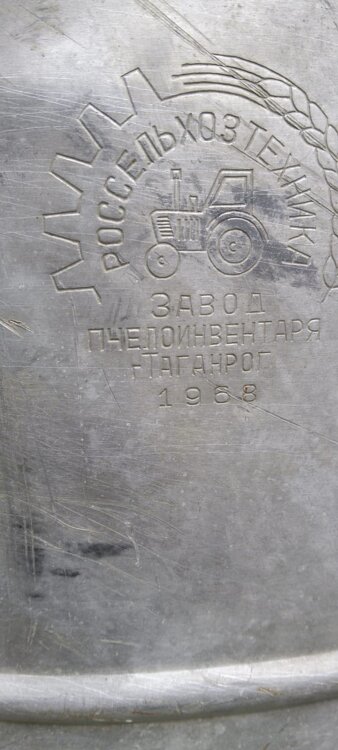 РОССЕЛЬХОЗТЕХНИКА
ЗАВОД
ПЧЕЛОИНВЕНТАРЯ
г.ТАГАНРОГ
1968